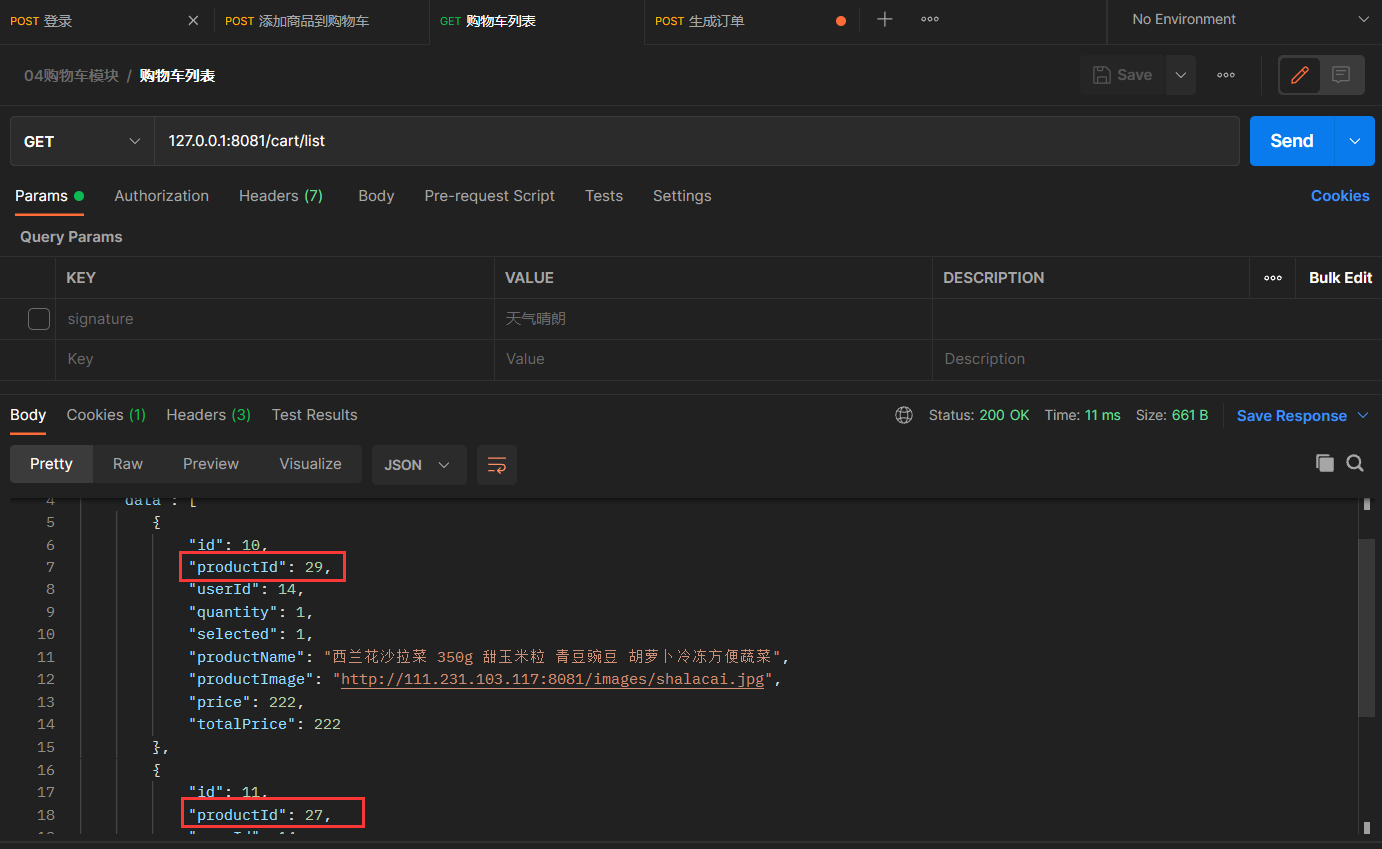 POST 登录
POST 添加商品到购物车
GET 购物车列表
POST 生成订单
No Environment
04购物车模块 / 购物车列表
Save
GET
127.0.0.1:8081/cart/list
Send
Params
Authorization
Headers (7)
Body
Pre-request Script
Tests
Settings
Cookies
Query Params
KEY
VALUE
DESCRIPTION
Bulk Edit
signature
天气晴朗
Key
Value
Description
Body
Cookies (1)
Headers (3)
Test Results
Status: 200 OK
Time: 11 ms
Size: 661 B
Save Response
Pretty
Raw
Preview
Visualize
JSON
4 "data": [
5 {
6 "id": 10,
7 "productId": 29,
8 "userId": 14,
9 "quantity": 1,
10 "selected": 1,
11 "productName": "西兰花沙拉菜 350g 甜玉米粒 青豆豌豆 胡萝卜冷冻方便蔬菜",
12 "productImage": "http://111.231.103.117:8081/images/shalacai.jpg",
13 "price": 222,
14 "totalPrice": 222
15 },
16 {
17 "id": 11,
18 "productId": 27,